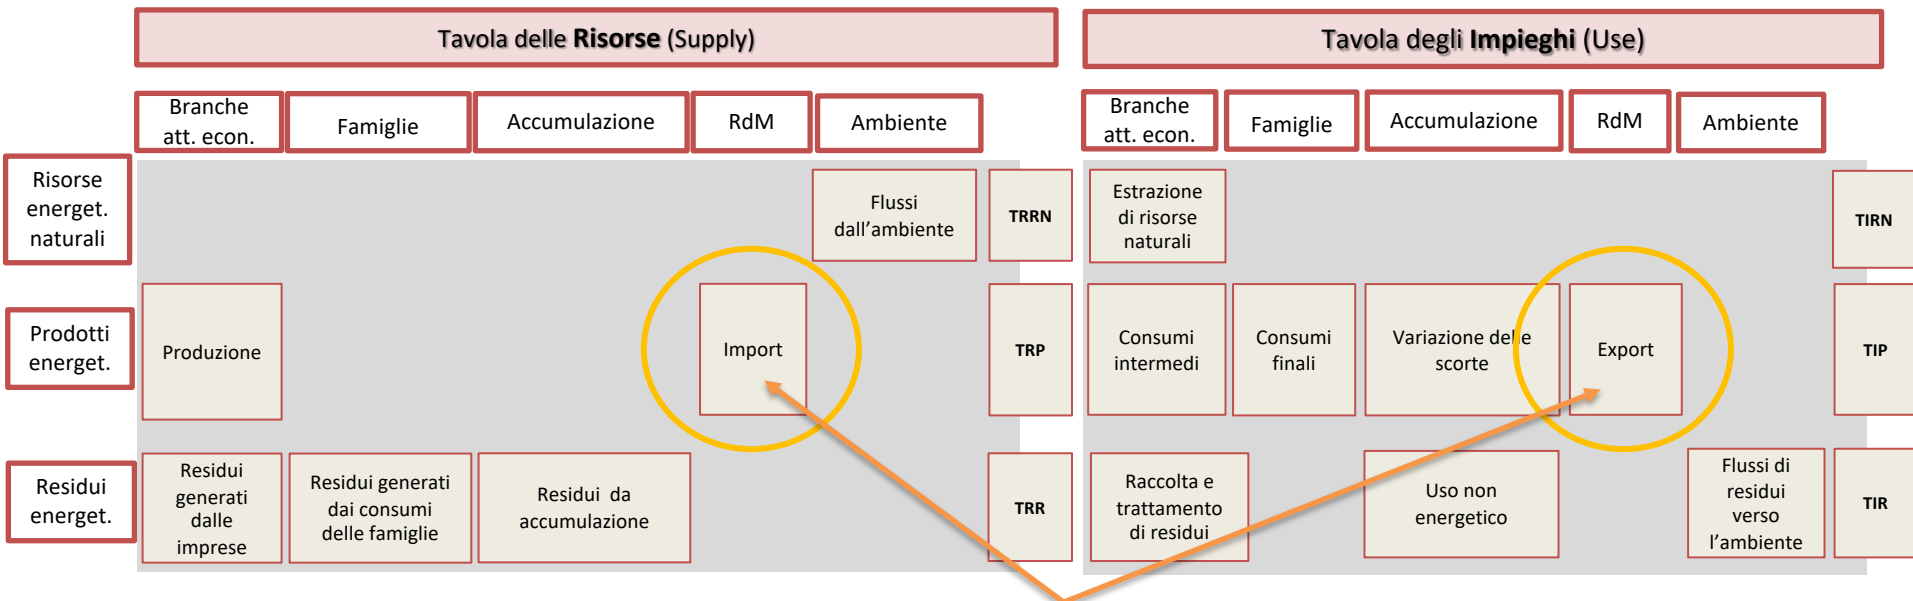 Tavola delle Risorse (Supply)
Tavola degli Impieghi (Use)
Branche
att. econ.
Famiglie
Accumulazione
RdM
Ambiente
Branche
att. econ.
Famiglie
Accumulazione
RdM
Ambiente
Risorse
energet.
naturali
Flussi
dall'ambiente
TRRN
Estrazione
di risorse
naturali
TIRN
Prodotti
energet.
Produzione
Import
TRP
Consumi
intermedi
Consumi
finali
Variazione delle
scorte
Export
TIP
Residui
energet.
Residui
generati
dalle
imprese
Residui generati
dai consumi
delle famiglie
Residui da
accumulazione
TRR
Raccolta e
trattamento
di residui
Uso non
energetico
Flussi di
residui
verso
l'ambiente
TIR